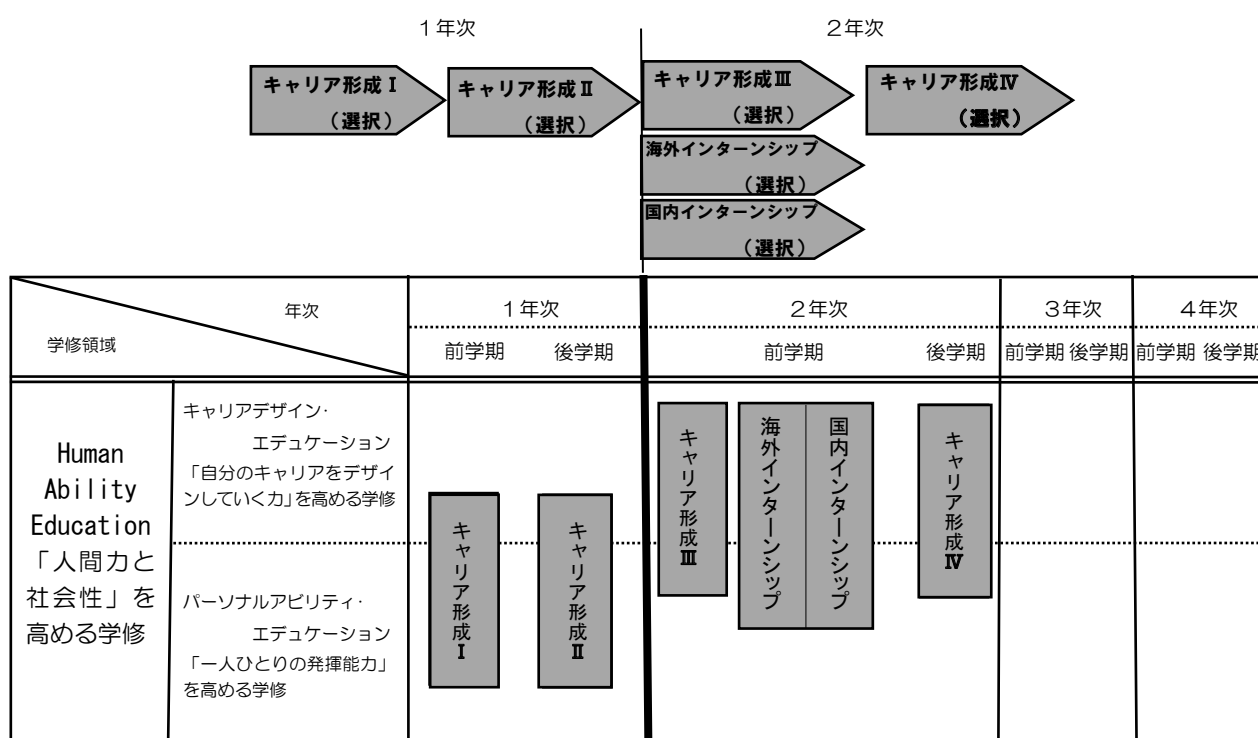 1年次
2年次
キャリア形成Ⅰ
（選択）
キャリア形成Ⅱ
（選択）
キャリア形成Ⅲ
（選択）
キャリア形成Ⅳ
（選択）
海外インターンシップ
（選択）
国内インターンシップ
（選択）
年次
学修領域
1年次
2年次
3年次
4年次
前学期
後学期
前学期
後学期
前学期
後学期
前学期
後学期
Human
Ability
Education
「人間力と
社会性」を
高める学修
キャリアデザイン・
エデュケーション
「自分のキャリアをデザイ
ンしていく力」を高める学修
パーソナルアビリティ・
エデュケーション
「一人ひとりの発揮能力」
を高める学修
キャリア形成Ⅰ
キャリア形成Ⅱ
キャリア形成Ⅲ
海外インターンシップ
国内インターンシップ
キャリア形成Ⅳ